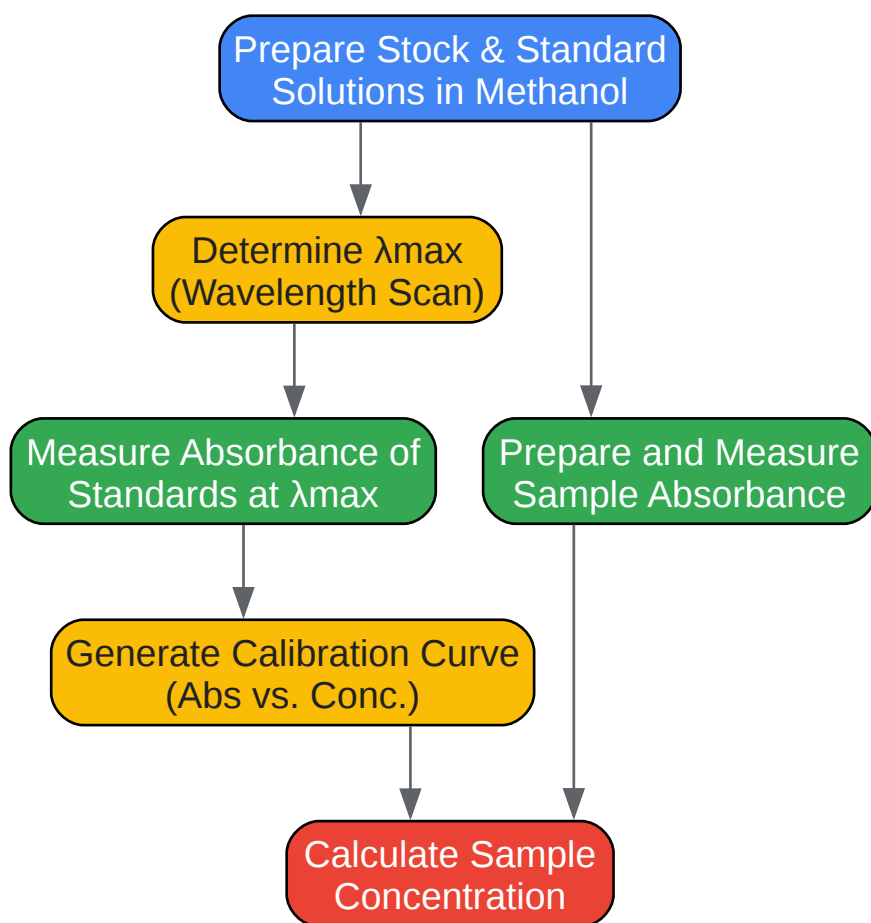 Prepare Stock & Standard
Solutions in Methanol
Determine λmax
(Wavelength Scan)
Measure Absorbance of
Standards at λmax
Prepare and Measure
Sample Absorbance
Generate Calibration Curve
(Abs vs. Conc.)
Calculate Sample
Concentration